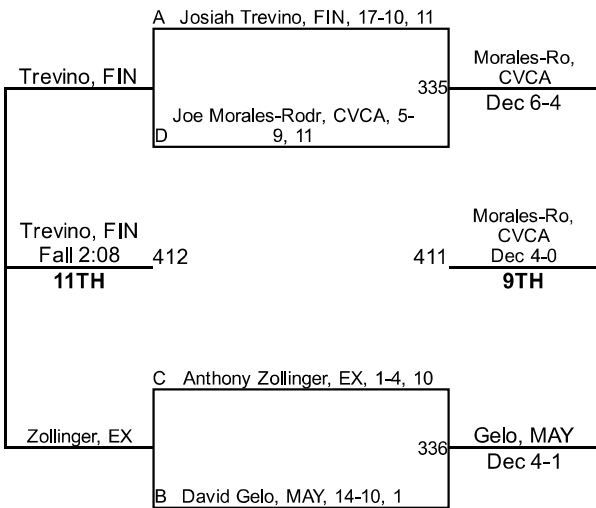 A Josiah Trevino, FIN, 17-10, 11
Trevino, FIN
335
Morales-Ro,
CVCA
Dec 6-4
Joe Morales-Rodr, CVCA, 5-
D 9, 11
Trevino, FIN
Fall 2:08
11TH
412
411
Morales-Ro,
CVCA
Dec 4-0
9TH
C Anthony Zollinger, EX, 1-4, 10
Zollinger, EX
336
Gelo, MAY
Dec 4-1
B David Gelo, MAY, 14-10, 1